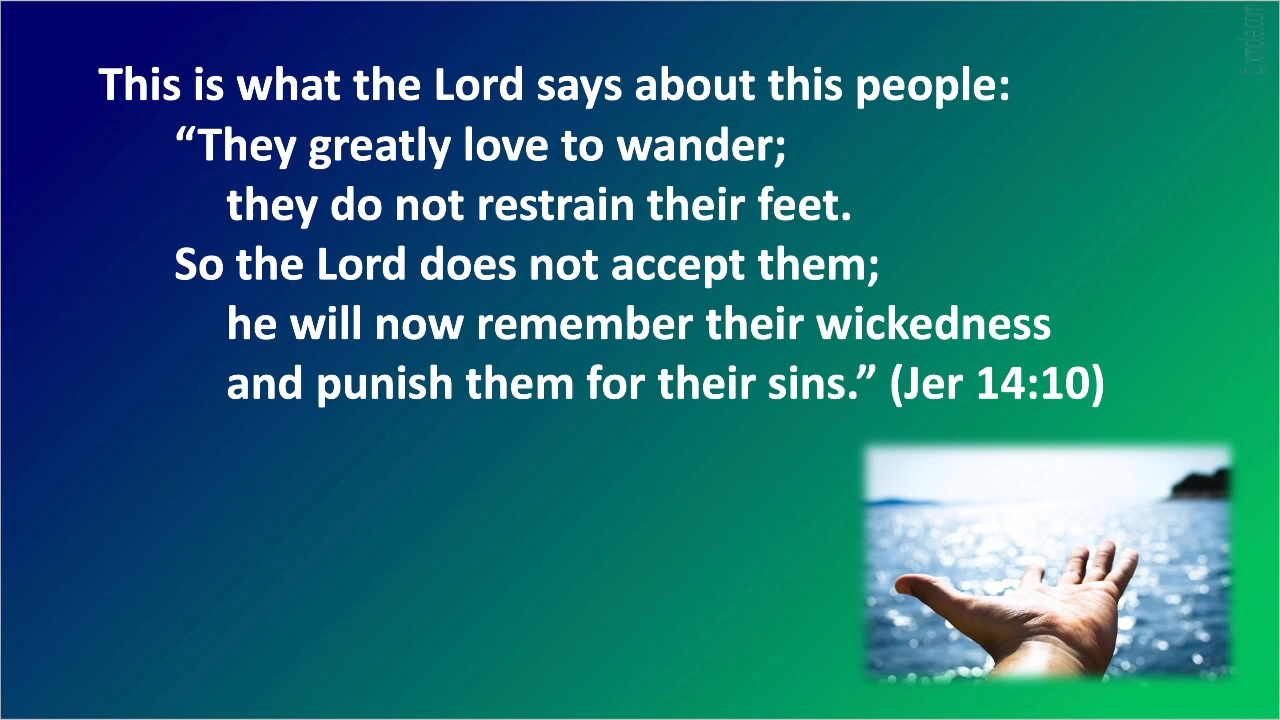 This is what the Lord says about this people:
“They greatly love to wander;
they do not restrain their feet.
So the Lord does not accept them;
he will now remember their wickedness
and punish them for their sins.” (Jer 14:10)
© xmple.com